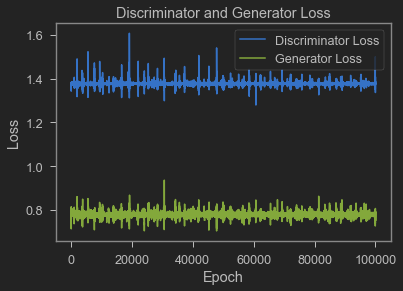 Discriminator and Generator Loss
Discriminator Loss
Generator Loss
Loss
1.6
1.4
1.2
1.0
0.8
0 20000 40000 60000 80000 100000
Epoch